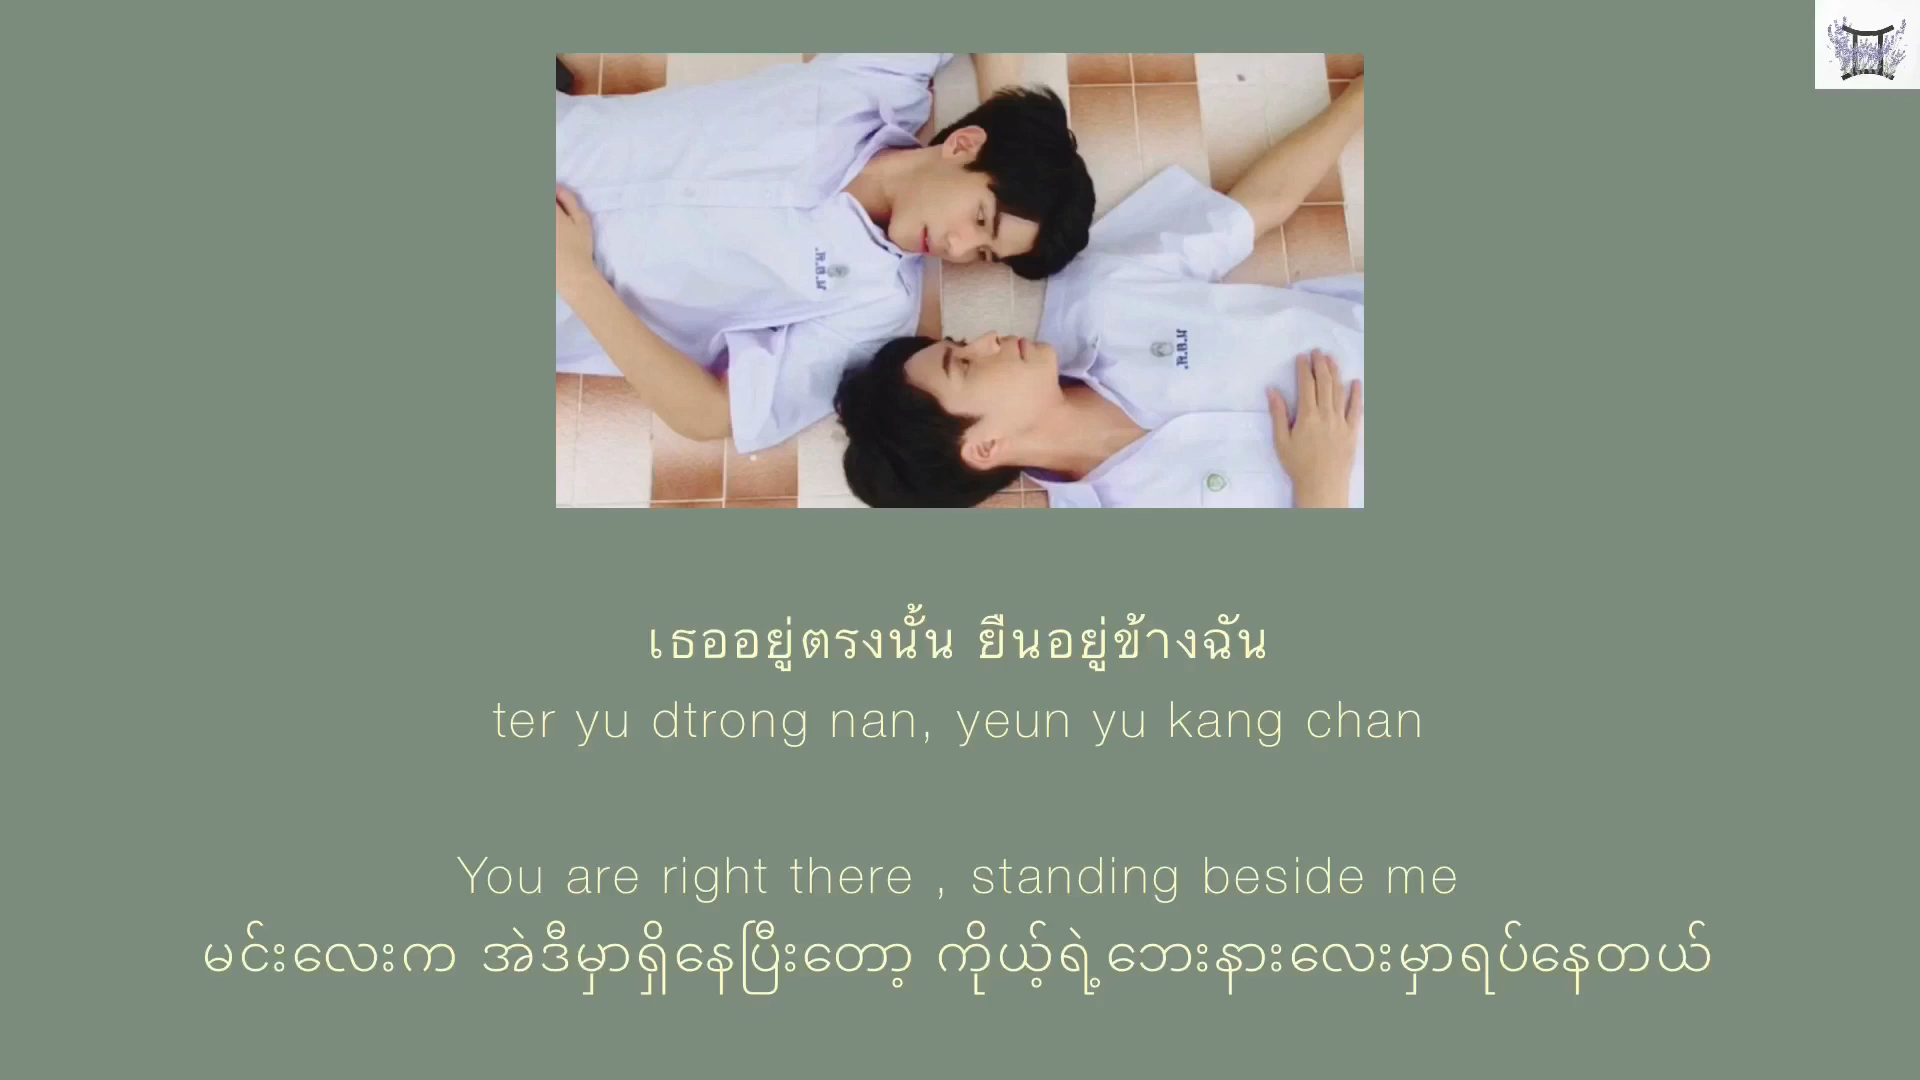 เธออยู่ตรงนั้น ยืนอยู่ข้างฉัน
ter yu dtrong nan, yeun yu kang chan
You are right there , standing beside me
မင်းလေးက အဲဒီမှာရှိနေပြီးတော့ ကိုယ့်ရဲ့ဘေးနားလေးမှာရပ်နေတယ်